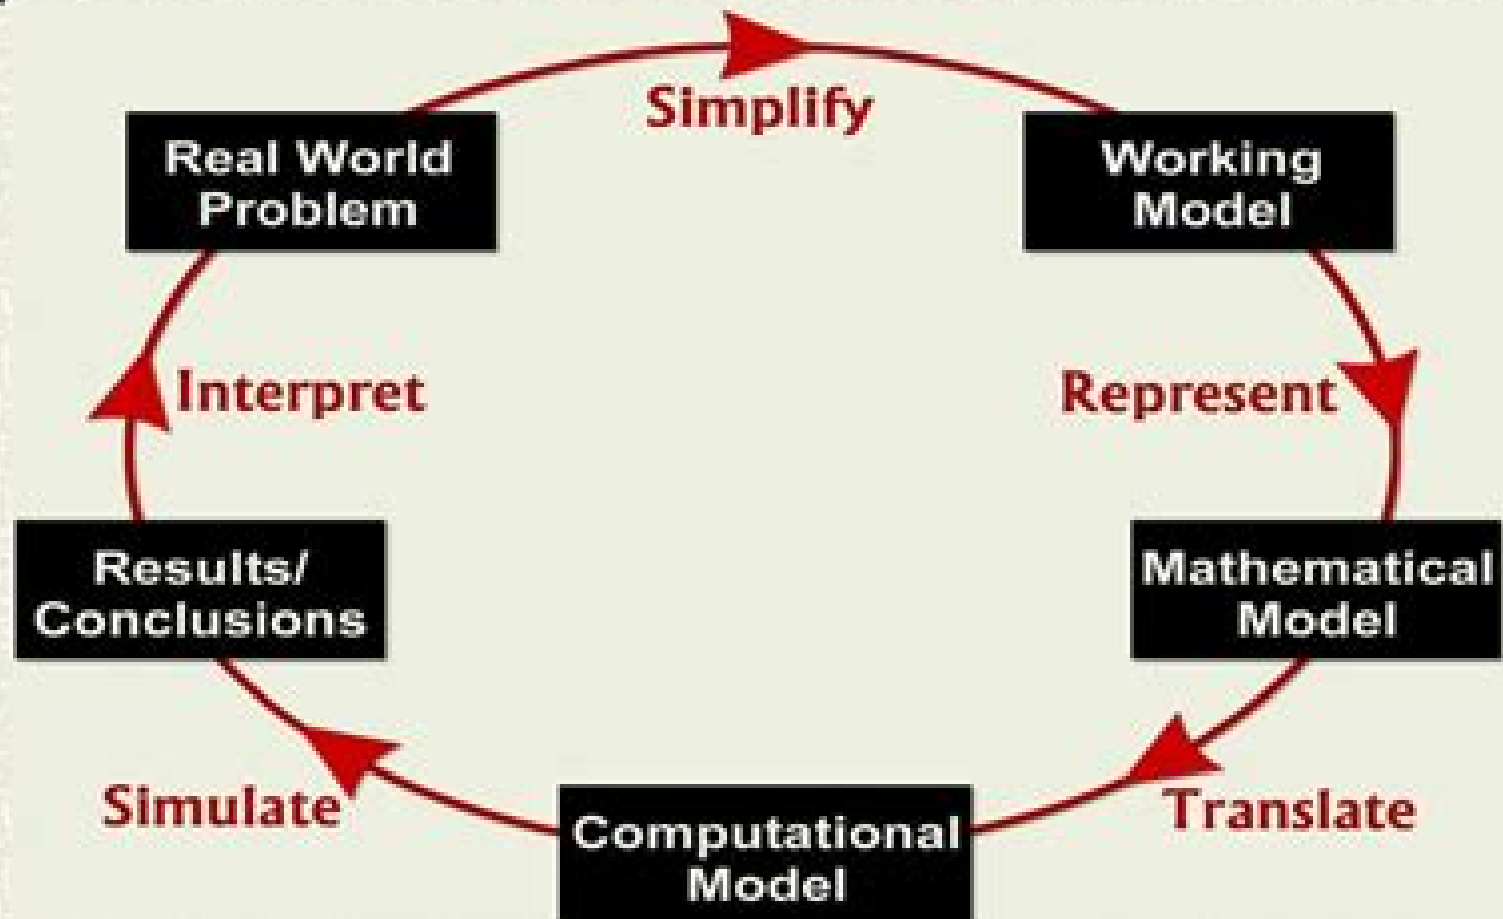 Simplify
Real World
Problem
Working
Model
Interpret
Represent
Results/
Conclusions
Mathematical
Model
Simulate
Translate
Computational
Model